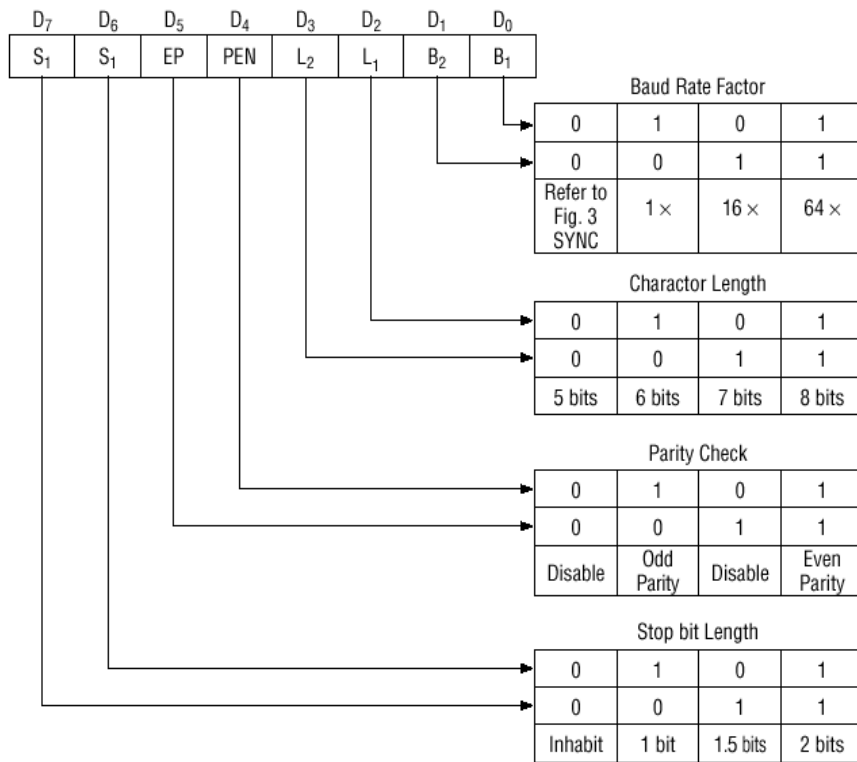 D₇ D₆ D₅ D₄ D₃ D₂ D₁ D₀
S₁ S₁ EP PEN L₂ L₁ B₂ B₁
Baud Rate Factor
0 1 0 1
0 0 1 1
Refer to Fig. 3 SYNC 1 × 16 × 64 ×
Charactor Length
0 1 0 1
0 0 1 1
5 bits 6 bits 7 bits 8 bits
Parity Check
0 1 0 1
0 0 1 1
Disable Odd Parity Disable Even Parity
Stop bit Length
0 1 0 1
0 0 1 1
Inhabit 1 bit 1.5 bits 2 bits